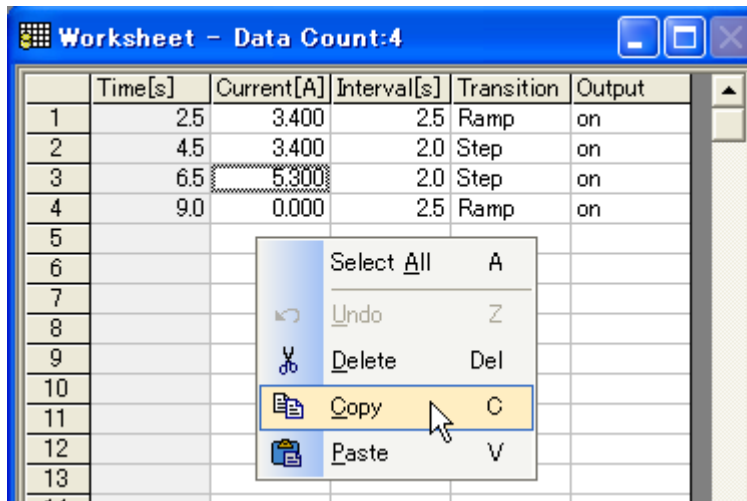 Worksheet - Data Count:4
Time[s] Current[A] Interval[s] Transition Output
1 2.5 3.400 2.5 Ramp on
2 4.5 3.400 2.0 Step on
3 6.5 5.300 2.0 Step on
4 9.0 0.000 2.5 Ramp on
5
6
7
8
9
10
11
12
13
Select All A
Undo Z
Delete Del
Copy C
Paste V